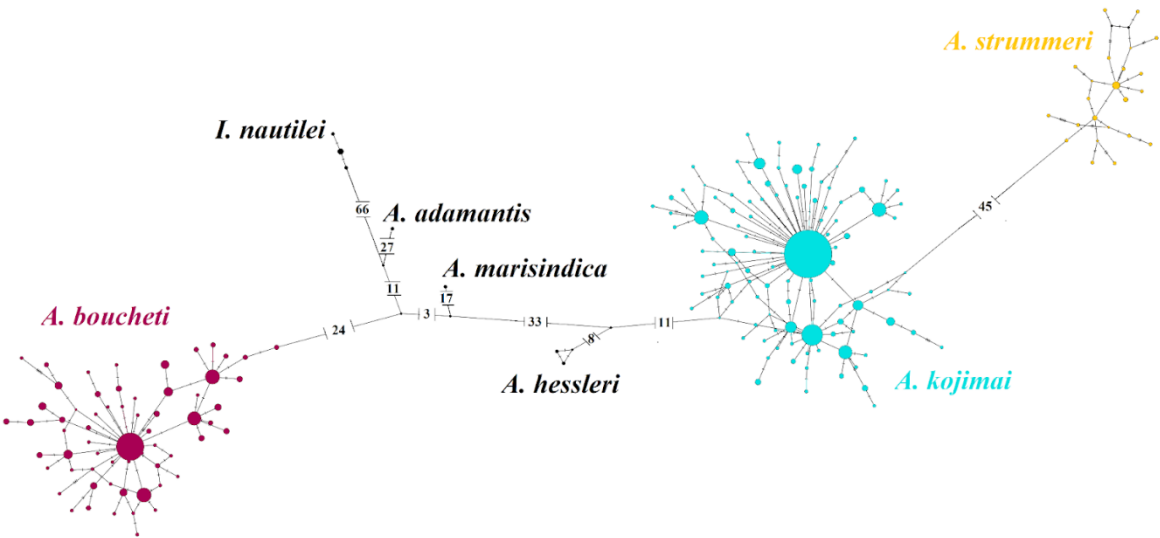 A. strummeri
I. nautilei
66
A. adamantis
27
45
A. marisindica
11
17
A. boucheti
3
24
33
11
8
A. hessleri
A. kojimai